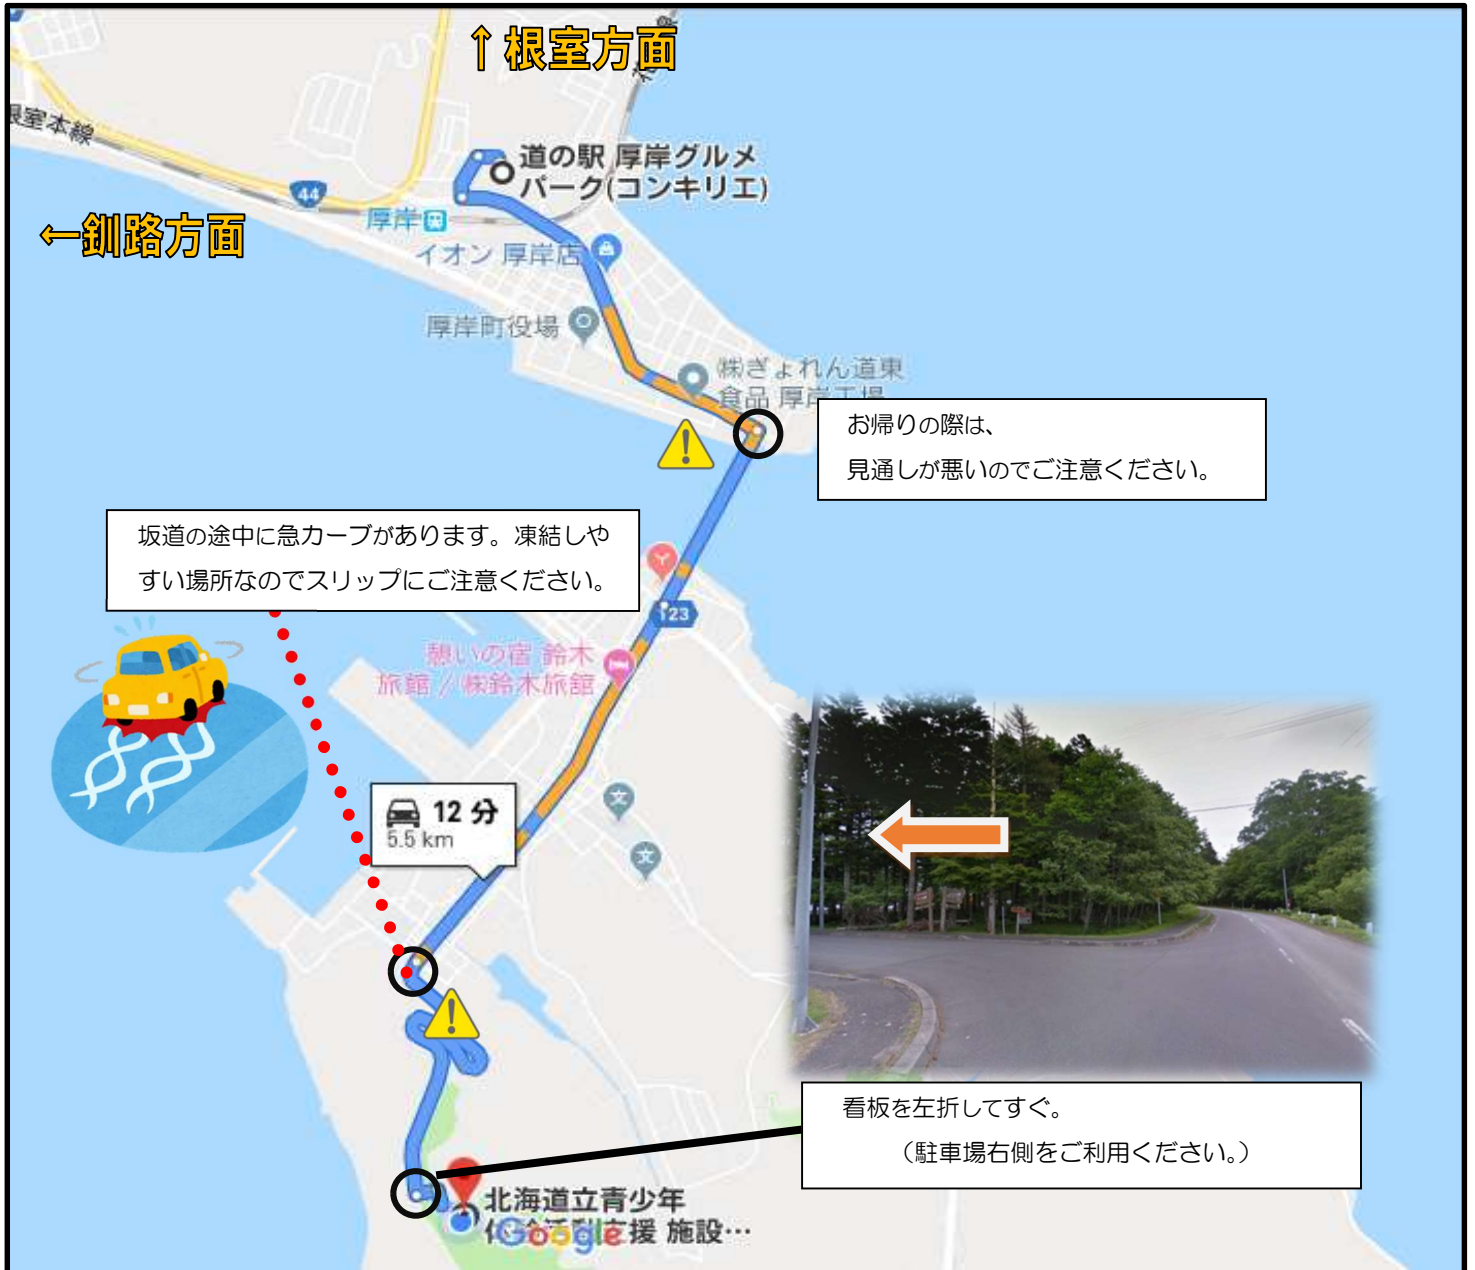 ↑根室方面
根室本線
道の駅 厚岸グルメ
パーク(コンキリエ)
44
厚岸
←釧路方面
イオン 厚岸店
厚岸町役場
㈱ぎょれん道東
食品 厚岸工場
お帰りの際は、
見通しが悪いのでご注意ください。
坂道の途中に急カーブがあります。凍結しや
すい場所なのでスリップにご注意ください。
123
憩いの宿 鈴木
旅館／㈱鈴木旅館
12 分
5.5 km
文
文
看板を左折してすぐ。
（駐車場右側をご利用ください。）
北海道立青少年
支援 施設…
Google